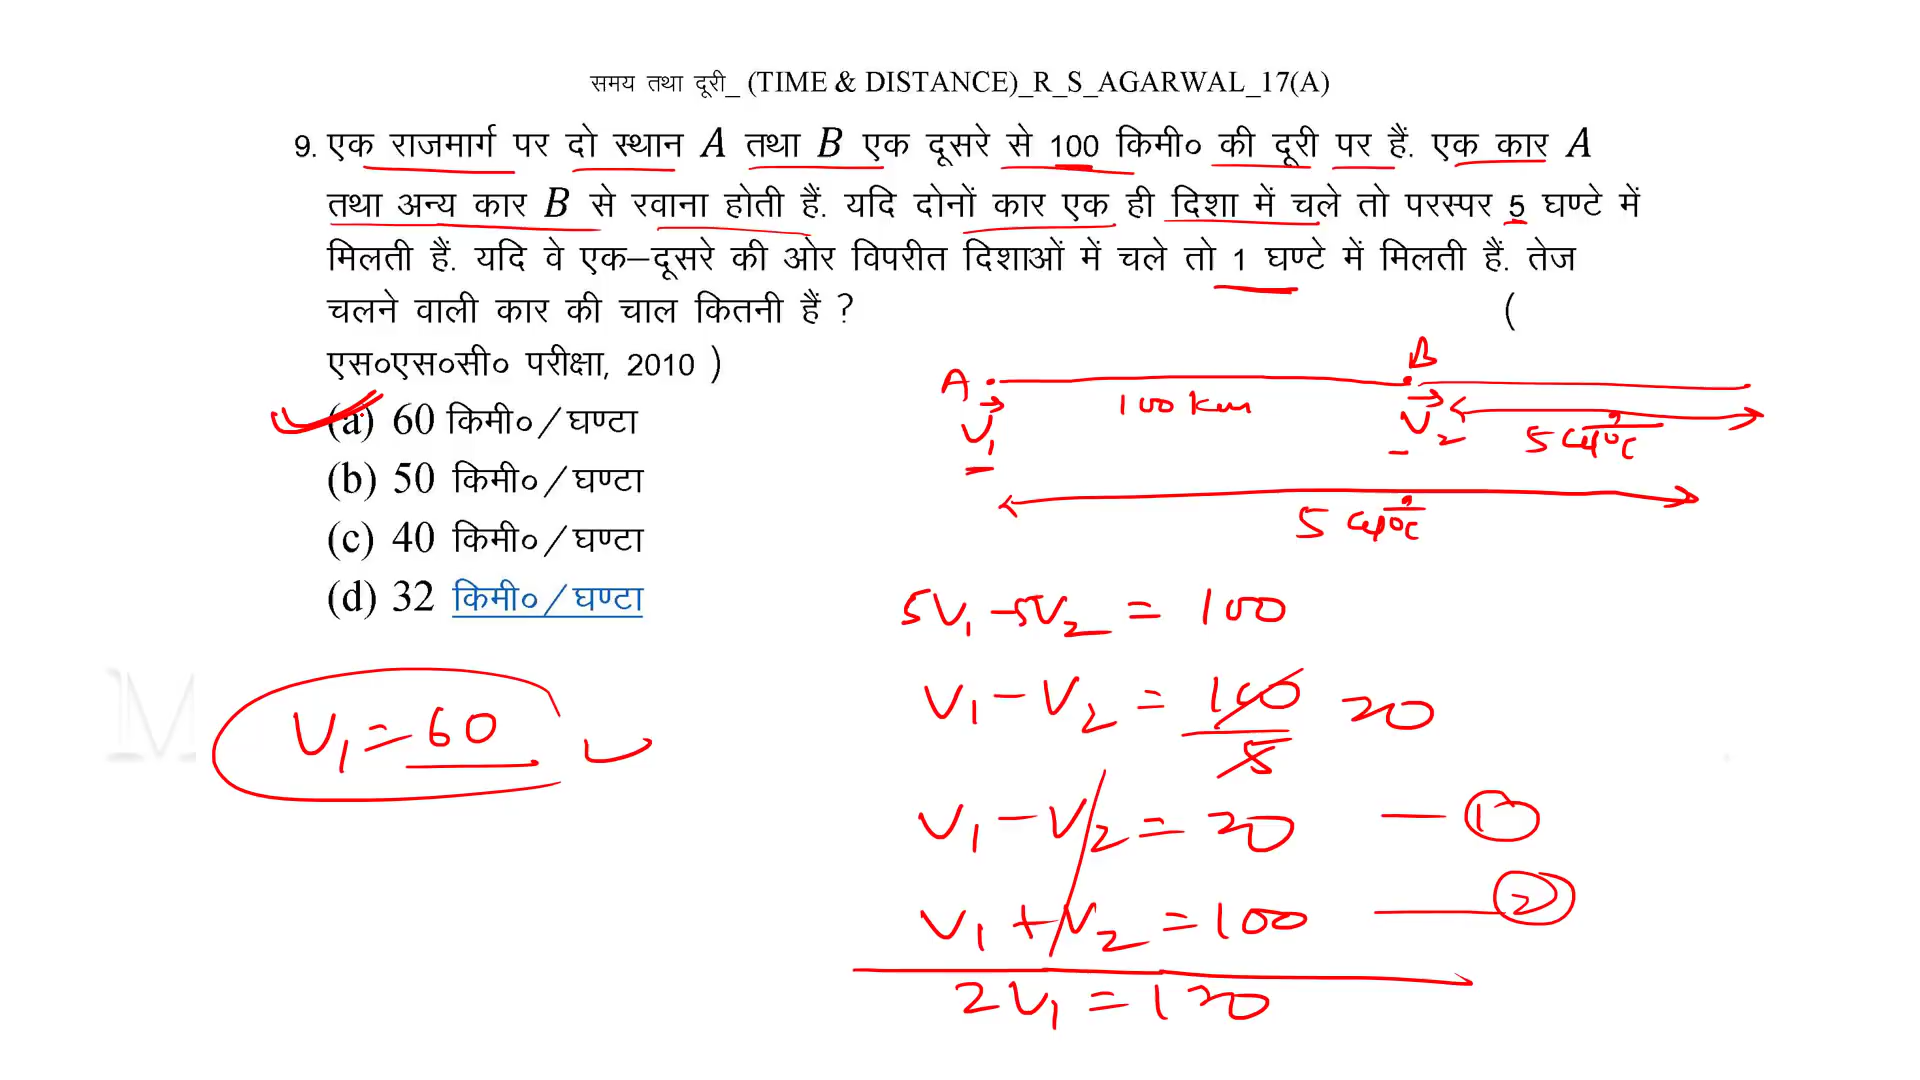 समय तथा दूरी_ (TIME & DISTANCE)_R_S_AGARWAL_17(A)
9. एक राजमार्ग पर दो स्थान A तथा B एक दूसरे से 100 किमी० की दूरी पर हैं. एक कार A
तथा अन्य कार B से रवाना होती हैं. यदि दोनों कार एक ही दिशा में चले तो परस्पर 5 घण्टे में
मिलती हैं. यदि वे एक–दूसरे की ओर विपरीत दिशाओं में चले तो 1 घण्टे में मिलती हैं. तेज
चलने वाली कार की चाल कितनी हैं ? (
एस०एस०सी० परीक्षा, 2010 )
(a) 60 किमी०/घण्टा
(b) 50 किमी०/घण्टा
(c) 40 किमी०/घण्टा
(d) 32 किमी०/घण्टा
A B
100 km
V₁ V₂
5
5
5V₁ - 5V₂ = 100
V₁ - V₂ = 100/5 20
V₁ - V₂ = 20 — 1
V₁ + V₂ = 100 — 2
2V₁ = 120
V₁ = 60
M